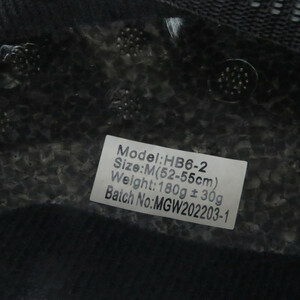 Model:HB6-2
Size:M(52-55cm)
Weight:180g±30g
Batch No:MGW202203-1